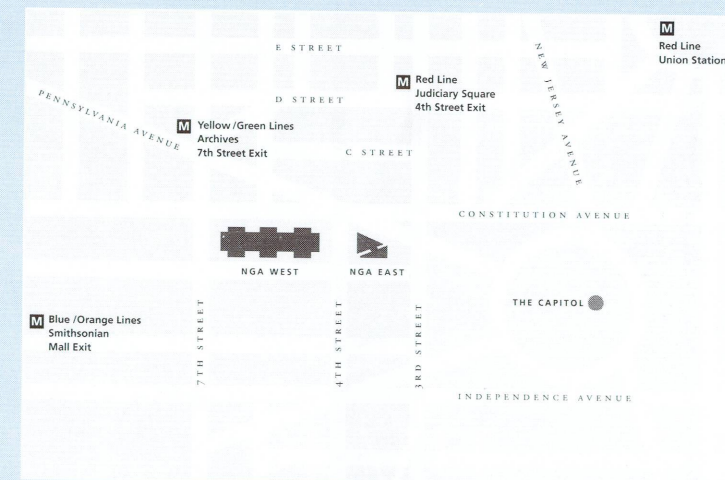 M
Red Line
Union Station
E STREET
NEW JERSEY AVENUE
M Red Line
Judiciary Square
4th Street Exit
PENNSYLVANIA AVENUE
D STREET
M Yellow/Green Lines
Archives
7th Street Exit
C STREET
CONSTITUTION AVENUE
NGA WEST
NGA EAST
THE CAPITOL
M Blue/Orange Lines
Smithsonian
Mall Exit
7TH STREET
4TH STREET
3RD STREET
INDEPENDENCE AVENUE